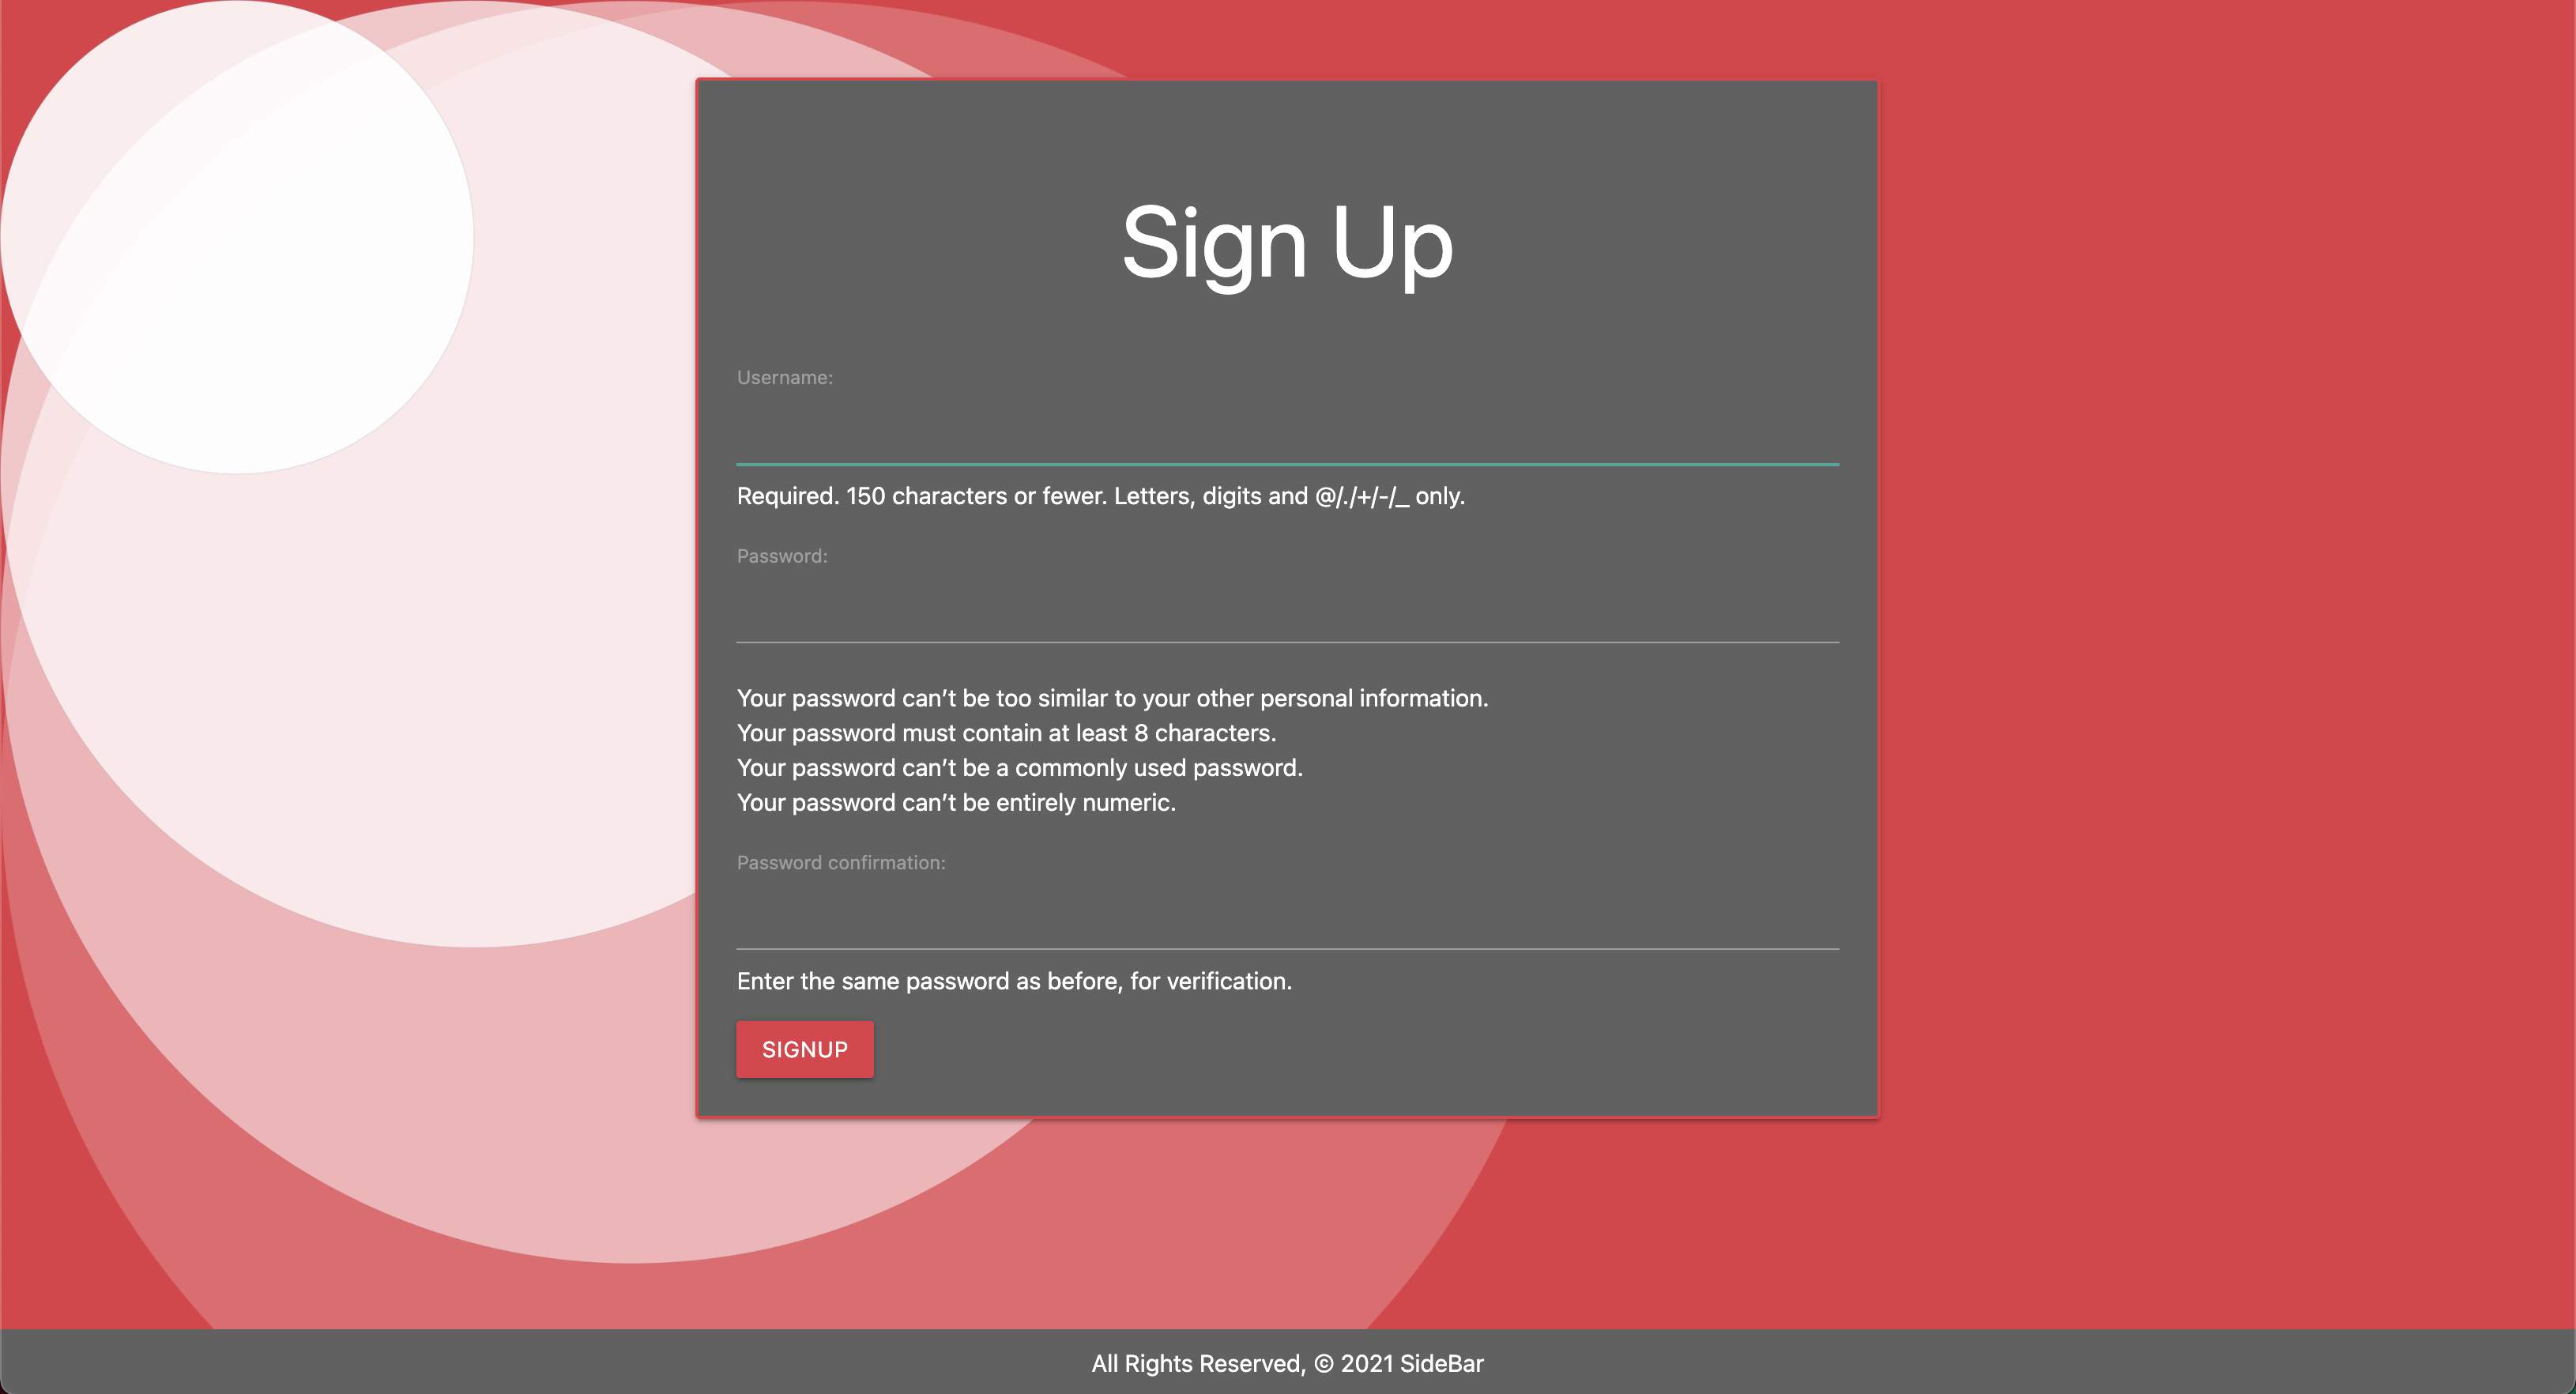 Sign Up
Username:
Required. 150 characters or fewer. Letters, digits and @/./+/-/_ only.
Password:
Your password can’t be too similar to your other personal information.
Your password must contain at least 8 characters.
Your password can’t be a commonly used password.
Your password can’t be entirely numeric.
Password confirmation:
Enter the same password as before, for verification.
SIGNUP
All Rights Reserved, © 2021 SideBar